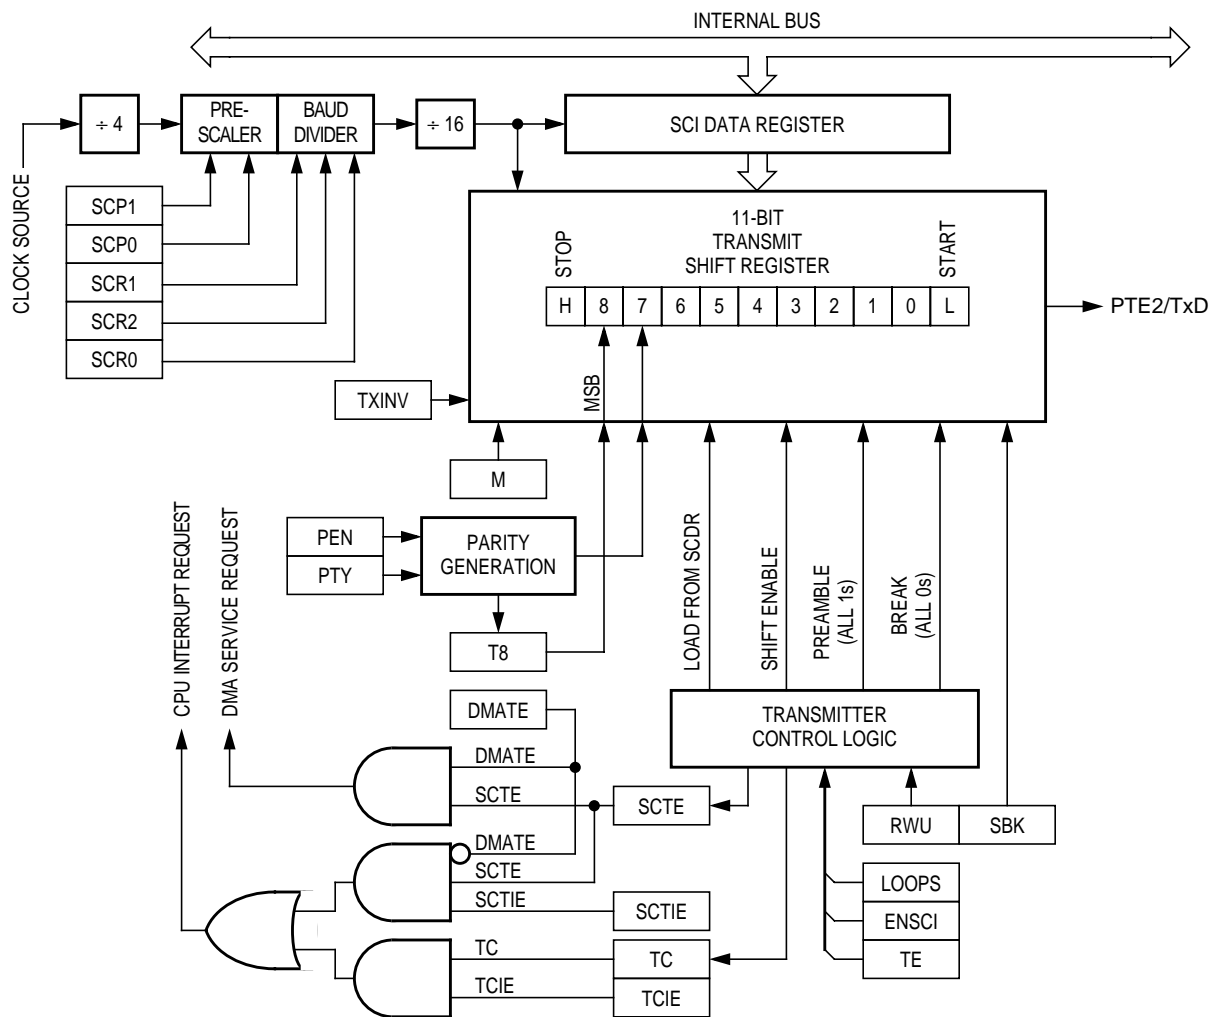 INTERNAL BUS
÷ 4
PRE-
SCALER
BAUD
DIVIDER
÷ 16
SCI DATA REGISTER
CLOCK SOURCE
SCP1
SCP0
SCR1
SCR2
SCR0
11-BIT
TRANSMIT
SHIFT REGISTER
STOP
START
H 8 7 6 5 4 3 2 1 0 L
PTE2/TxD
TXINV
MSB
M
PEN
PTY
PARITY
GENERATION
T8
LOAD FROM SCDR
SHIFT ENABLE
PREAMBLE
(ALL 1s)
BREAK
(ALL 0s)
CPU INTERRUPT REQUEST
DMA SERVICE REQUEST
DMATE
TRANSMITTER
CONTROL LOGIC
DMATE
SCTE
SCTE
RWU
SBK
DMATE
SCTE
SCTIE
SCTIE
LOOPS
ENSCI
TE
TC
TC
TCIE
TCIE